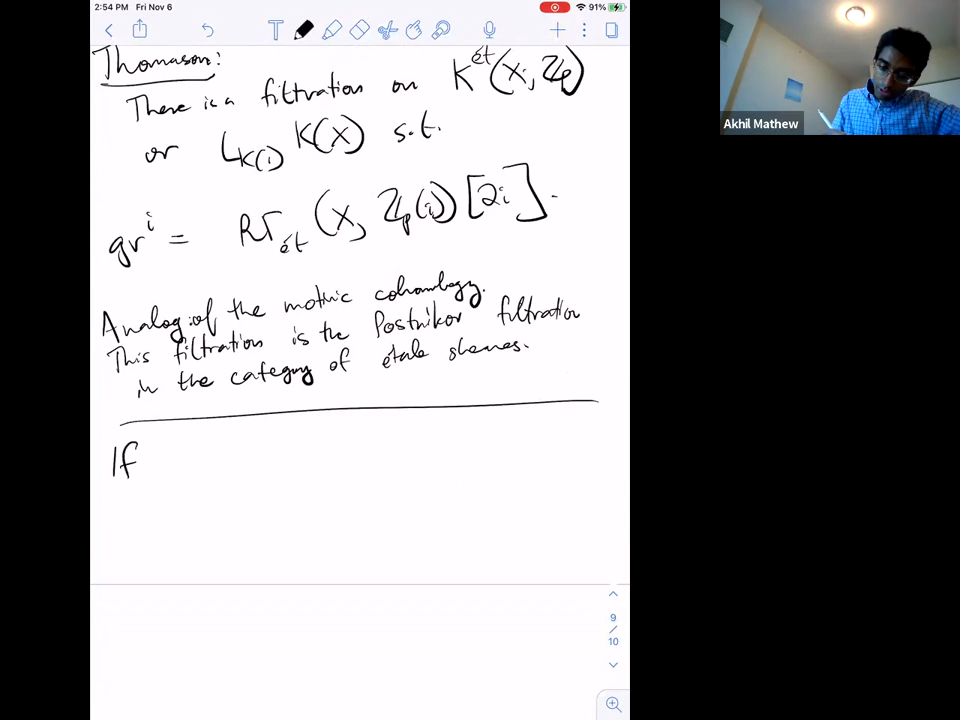 2:54 PM Fri Nov 6
91%
Thomason:
There is a filtration on K^ét(X; Z_p)
or L_K(1) K(X) s.t.
gr^i = RΓ_ét (X, Z_p(i)) [2i].
Analog of the motivic cohomology.
This filtration is the Postnikov filtration
in the category of étale sheaves.
If
9
/
10
Akhil Mathew